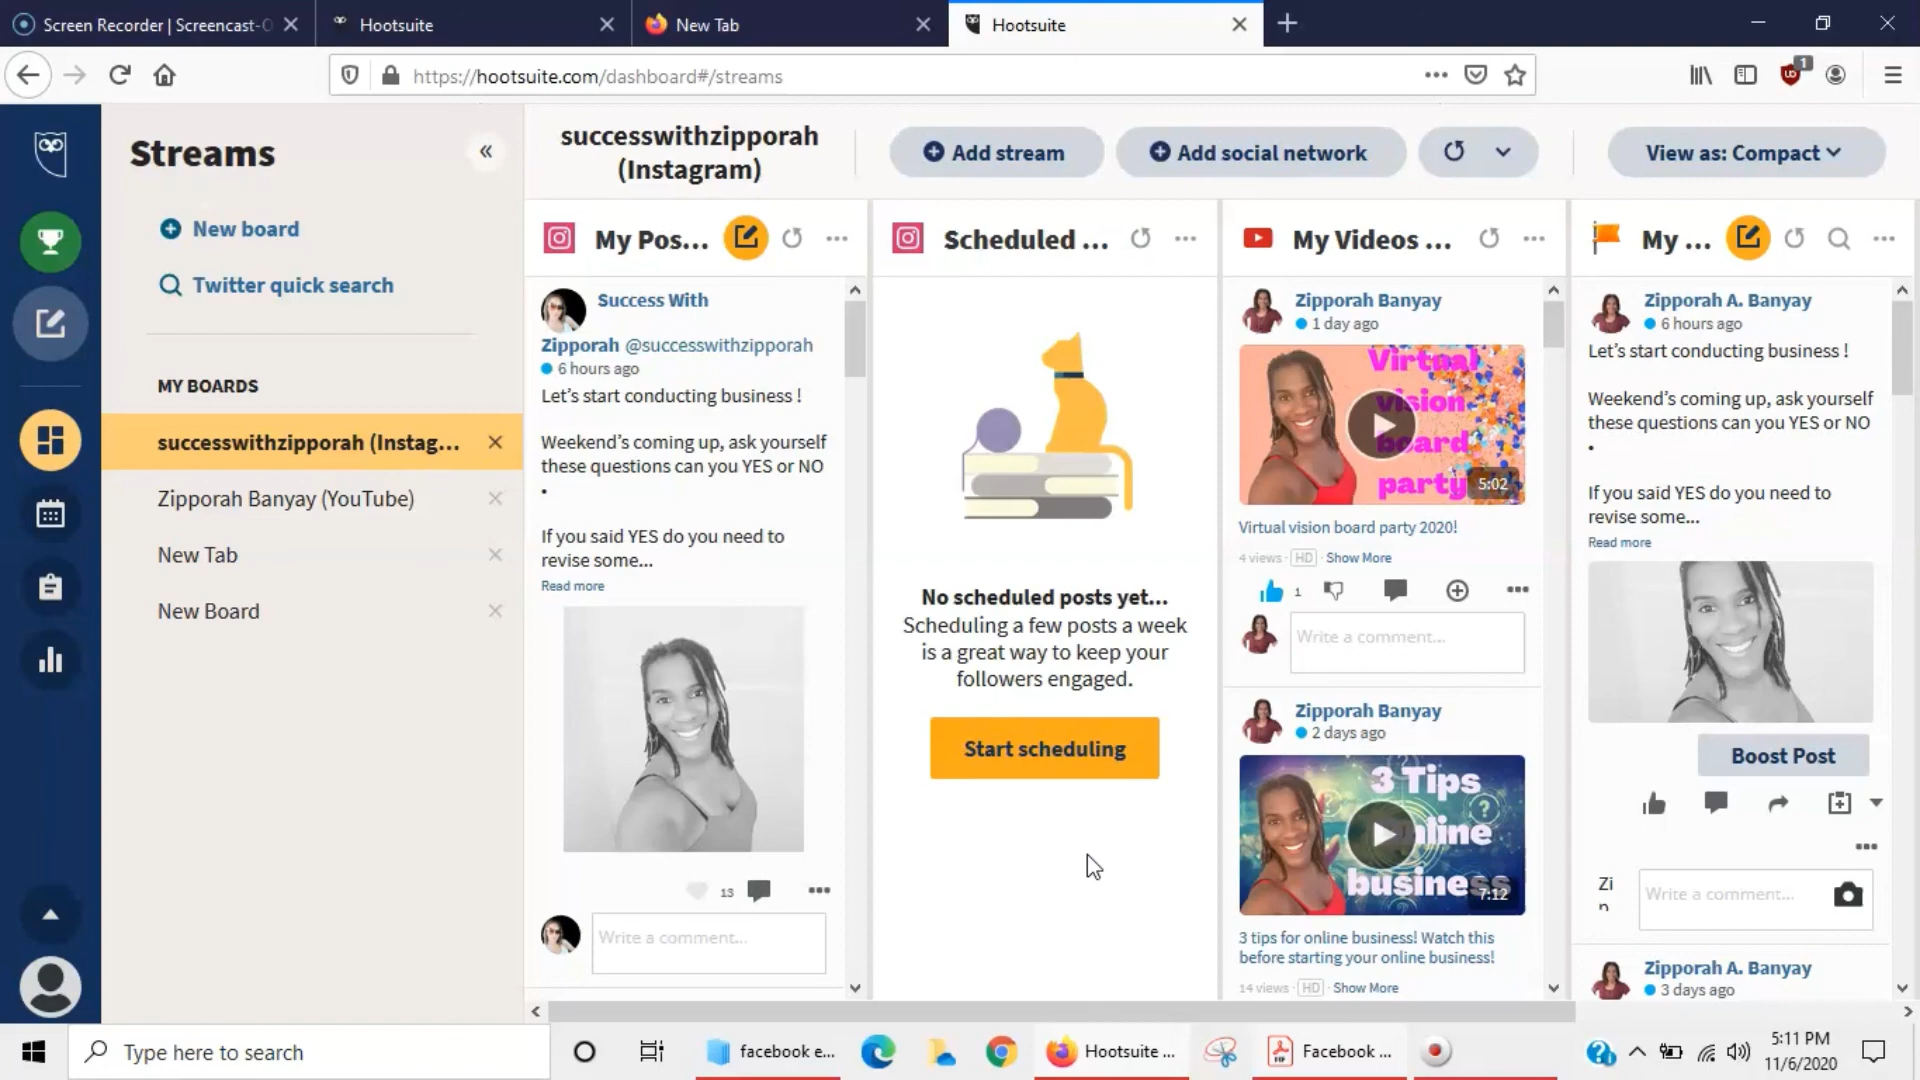 Screen Recorder | Screencast-O
Hootsuite
New Tab
Hootsuite
https://hootsuite.com/dashboard#/streams
1
Streams
«
New board
Twitter quick search
MY BOARDS
successwithzipporah (Instag...
Zipporah Banyay (YouTube)
New Tab
New Board
successwithzipporah
(Instagram)
Add stream
Add social network
View as: Compact
My Pos...
Success With
Zipporah @successwithzipporah
6 hours ago
Let's start conducting business !
Weekend's coming up, ask yourself
these questions can you YES or NO
•
If you said YES do you need to
revise some...
Read more
13
Write a comment...
Scheduled ...
No scheduled posts yet...
Scheduling a few posts a week
is a great way to keep your
followers engaged.
Start scheduling
My Videos ...
Zipporah Banyay
1 day ago
Virtual
vision
board
party
5:02
Virtual vision board party 2020!
4 views · HD · Show More
1
Write a comment...
Zipporah Banyay
2 days ago
3 Tips
business
7:12
3 tips for online business! Watch this
before starting your online business!
14 views · HD · Show More
My ...
Zipporah A. Banyay
6 hours ago
Let's start conducting business !
Weekend's coming up, ask yourself
these questions can you YES or NO
•
If you said YES do you need to
revise some...
Read more
Boost Post
Zi
n
Write a comment...
Zipporah A. Banyay
3 days ago
Type here to search
facebook e...
Hootsuite ...
Facebook ...
5:11 PM
11/6/2020